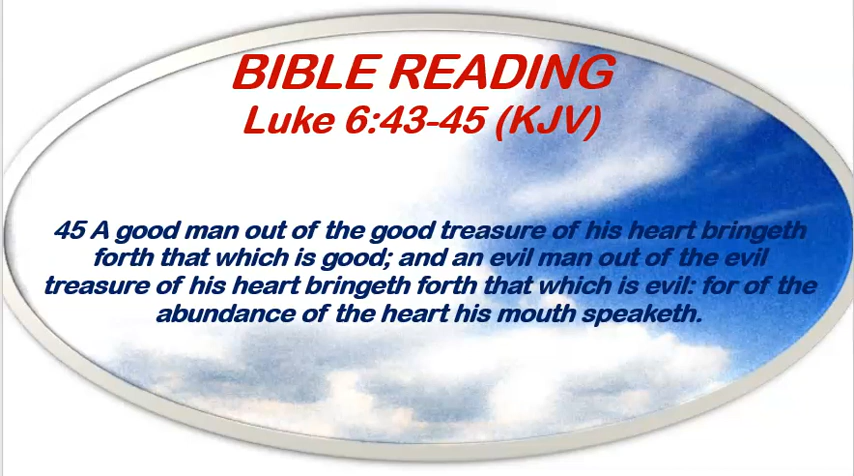 BIBLE READING
Luke 6:43-45 (KJV)
45 A good man out of the good treasure of his heart bringeth
forth that which is good; and an evil man out of the evil
treasure of his heart bringeth forth that which is evil: for of the
abundance of the heart his mouth speaketh.